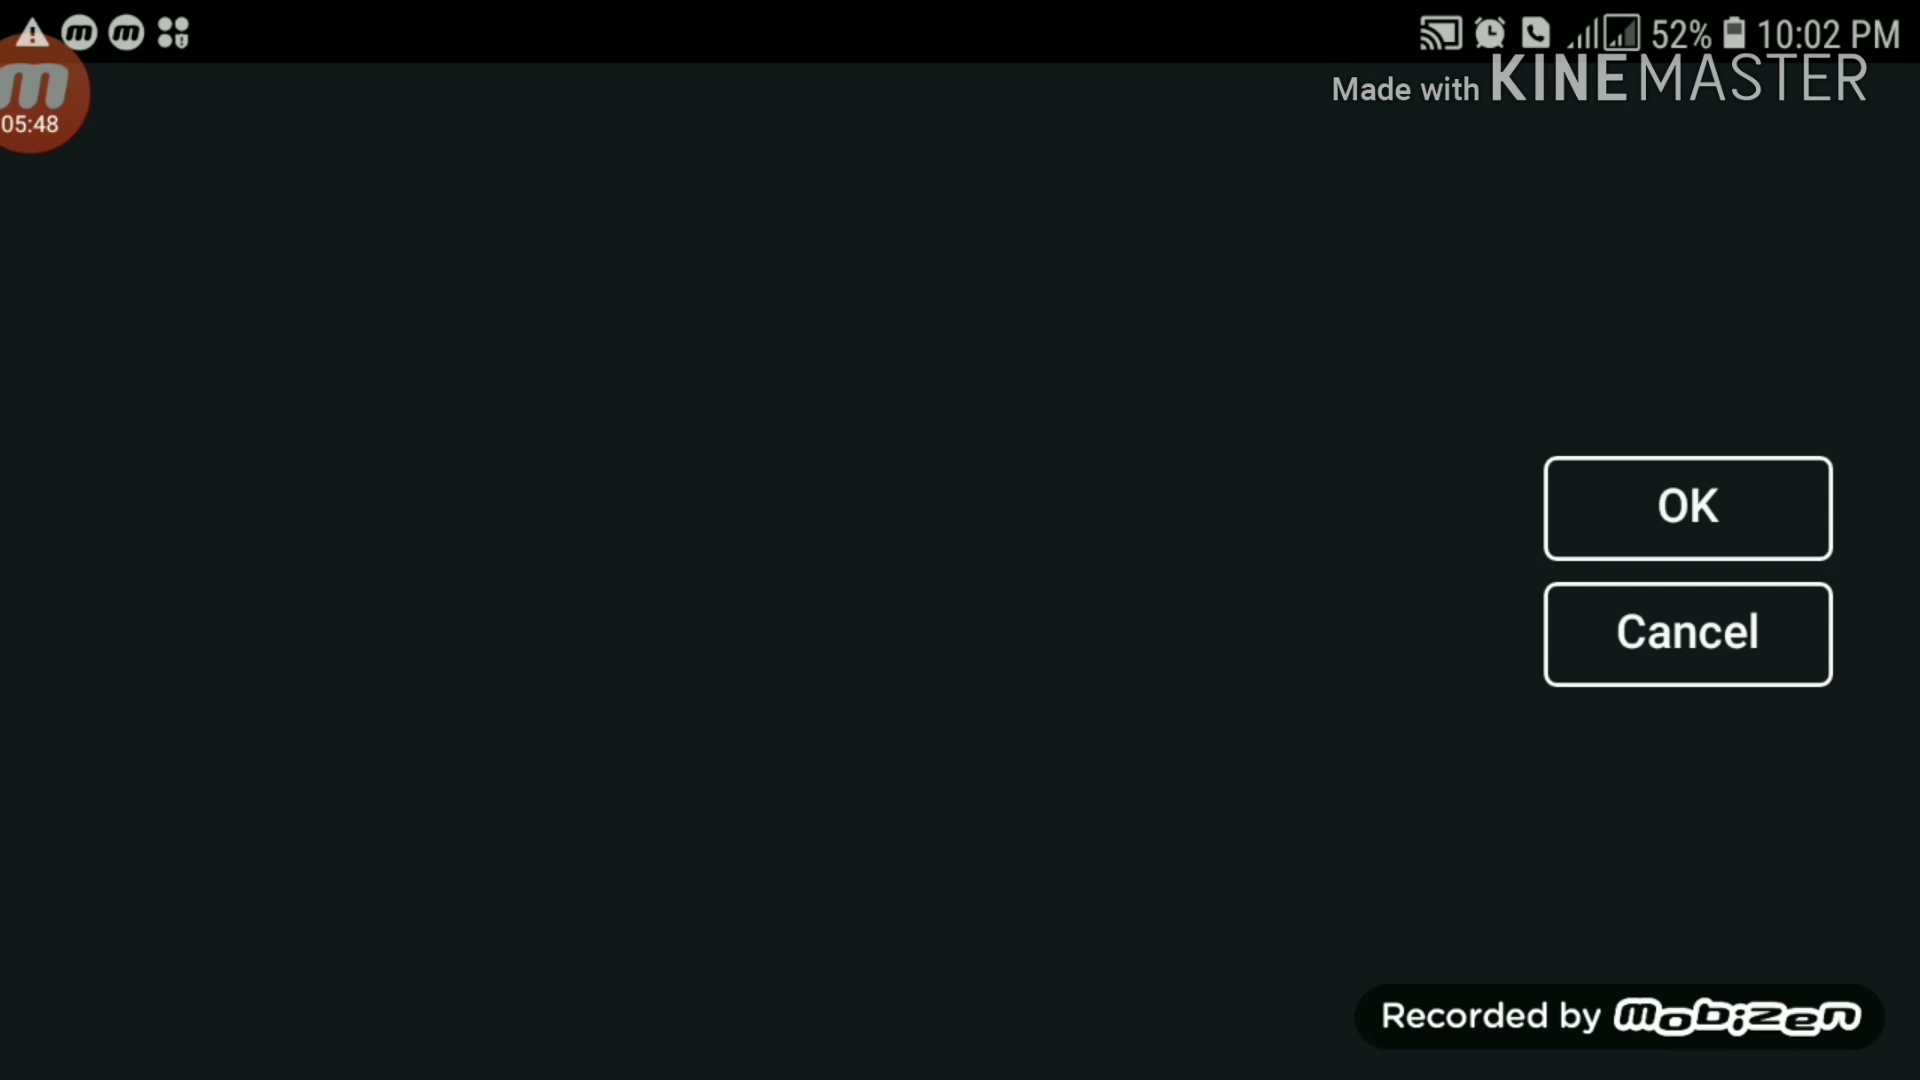 52% 10:02 PM
Made with KINEMASTER
m
05:48
OK
Cancel
Recorded by mobizen